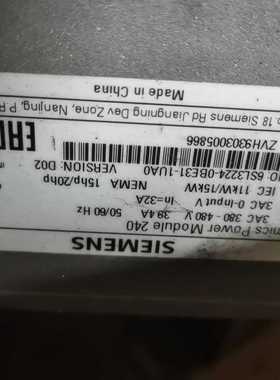 SIEMENS
mics Power Module 240
3AC 380 - 480 V 39.4A 50/60 Hz
3AC 0-Input V In=32A
IEC 11kW/15kW NEMA 15hp/20hp
NO: 6SL3224-0BE31-1UA0 VERSION: D02
ZVH9303005866
EAC
.18 Siemens Rd Jiangning Dev Zone, Nanjing, P R
Made in China